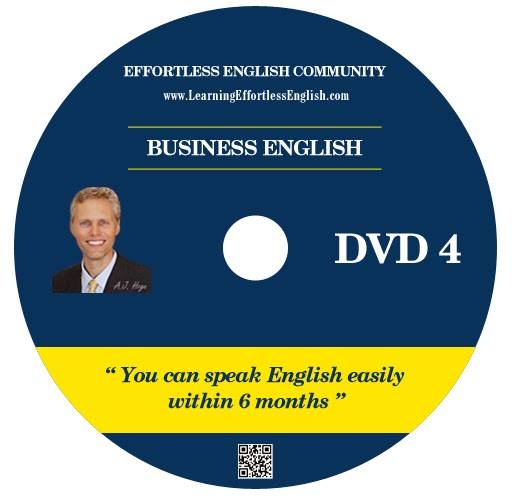 EFFORTLESS ENGLISH COMMUNITY
www.LearningEffortlessEnglish.com
BUSINESS ENGLISH
A.J. Hoge
DVD 4
“ You can speak English easily
within 6 months ”